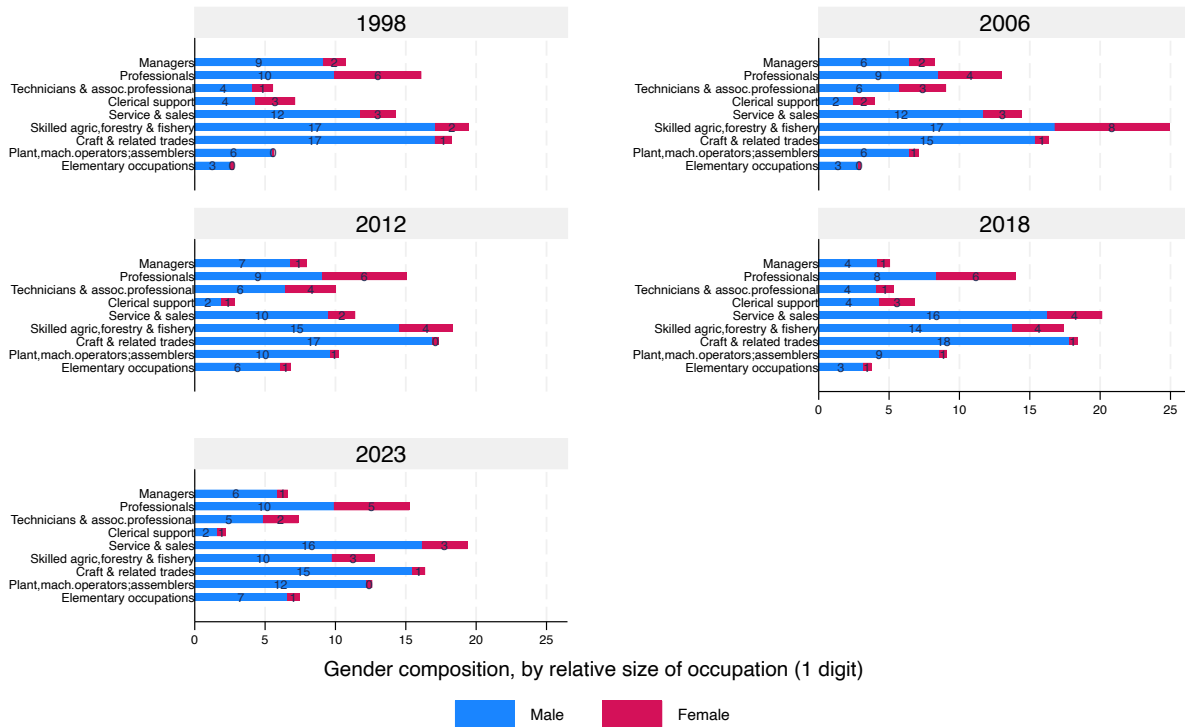 1998
Managers 9 2
Professionals 10 6
Technicians & assoc.professional 4 1
Clerical support 4 3
Service & sales 12 3
Skilled agric,forestry & fishery 17 2
Craft & related trades 17 1
Plant,mach.operators;assemblers 6 0
Elementary occupations 3 0
2006
Managers 6 2
Professionals 9 4
Technicians & assoc.professional 6 3
Clerical support 2 2
Service & sales 12 3
Skilled agric,forestry & fishery 17 8
Craft & related trades 15 1
Plant,mach.operators;assemblers 6 1
Elementary occupations 3 0
2012
Managers 7 1
Professionals 9 6
Technicians & assoc.professional 6 4
Clerical support 2 1
Service & sales 10 2
Skilled agric,forestry & fishery 15 4
Craft & related trades 17 0
Plant,mach.operators;assemblers 10 1
Elementary occupations 6 1
2018
Managers 4 1
Professionals 8 6
Technicians & assoc.professional 4 1
Clerical support 4 3
Service & sales 16 4
Skilled agric,forestry & fishery 14 4
Craft & related trades 18 1
Plant,mach.operators;assemblers 9 1
Elementary occupations 3 1
0 5 10 15 20 25
2023
Managers 6 1
Professionals 10 5
Technicians & assoc.professional 5 2
Clerical support 2 1
Service & sales 16 3
Skilled agric,forestry & fishery 10 3
Craft & related trades 15 1
Plant,mach.operators;assemblers 12 0
Elementary occupations 7 1
0 5 10 15 20 25
Gender composition, by relative size of occupation (1 digit)
Male Female